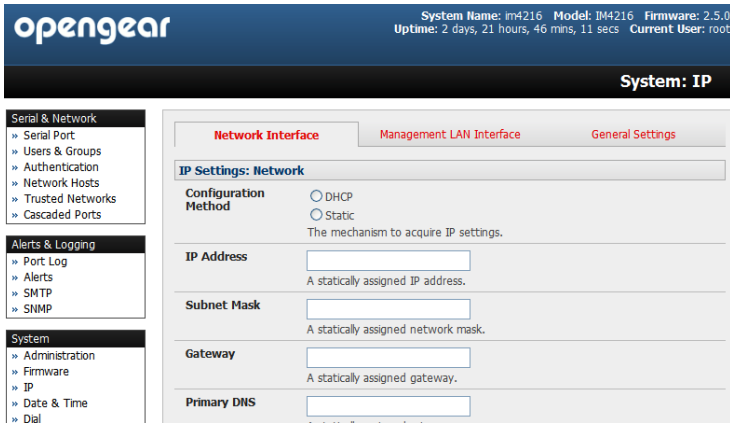 opengear
System Name: im4216 Model: IM4216 Firmware: 2.5.0
Uptime: 2 days, 21 hours, 46 mins, 11 secs Current User: root
System: IP
Serial & Network
» Serial Port
» Users & Groups
» Authentication
» Network Hosts
» Trusted Networks
» Cascaded Ports
Alerts & Logging
» Port Log
» Alerts
» SMTP
» SNMP
System
» Administration
» Firmware
» IP
» Date & Time
» Dial
Network Interface
Management LAN Interface
General Settings
IP Settings: Network
Configuration
Method
DHCP
Static
The mechanism to acquire IP settings.
IP Address
A statically assigned IP address.
Subnet Mask
A statically assigned network mask.
Gateway
A statically assigned gateway.
Primary DNS